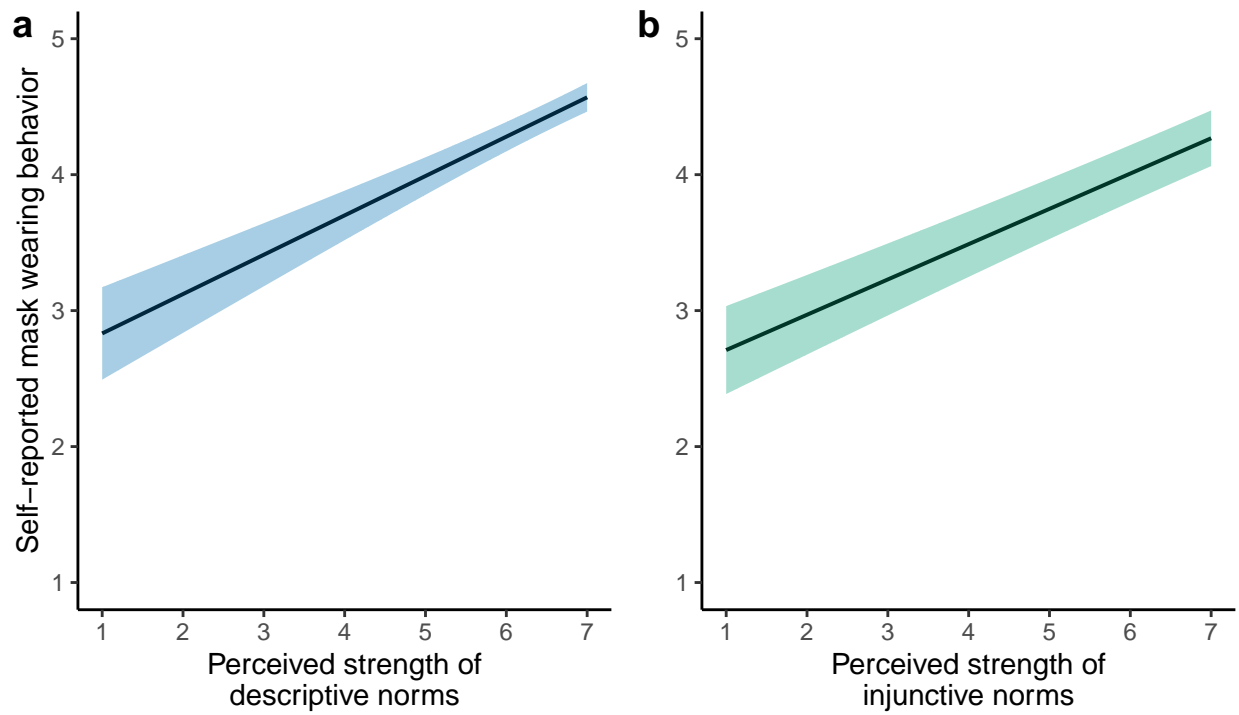 a
Self−reported mask wearing behavior
5
4
3
2
1
1 2 3 4 5 6 7
Perceived strength of
descriptive norms
b
5
4
3
2
1
1 2 3 4 5 6 7
Perceived strength of
injunctive norms